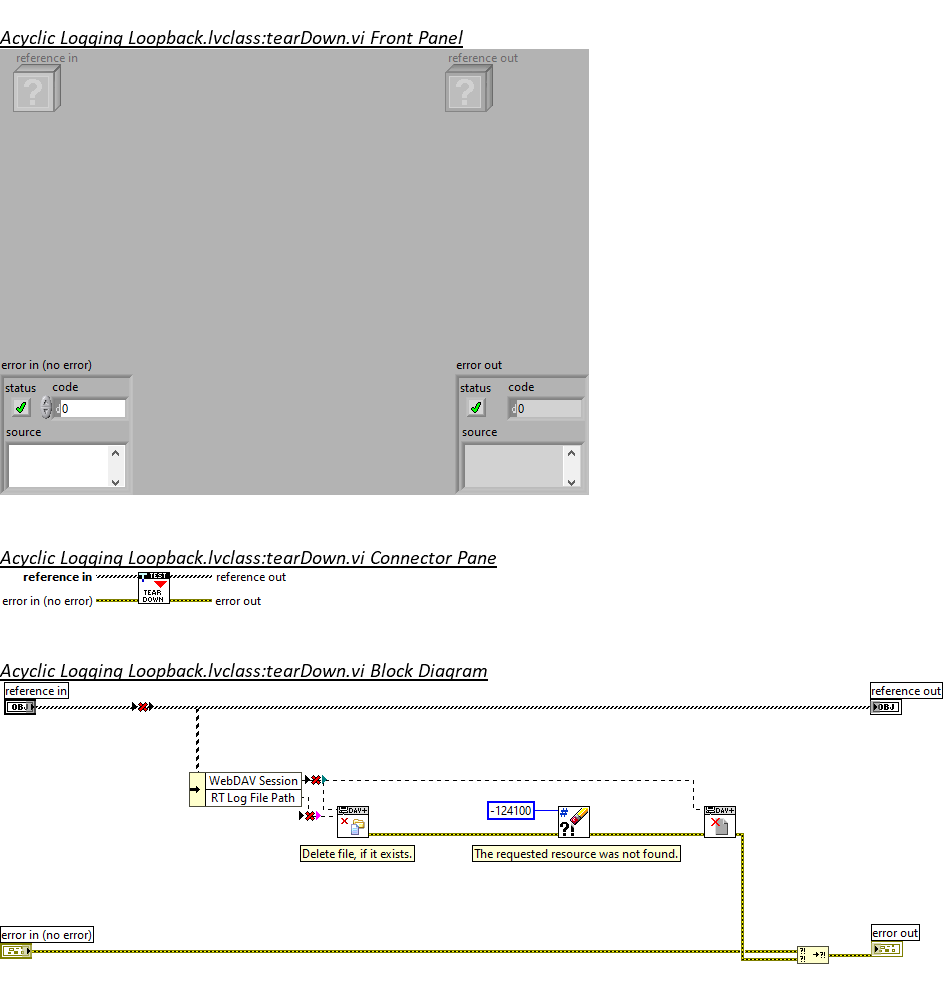 Acyclic Logging Loopback.lvclass:tearDown.vi Front Panel
reference in
reference out
error in (no error)
error out
status code
status code
d 0
d 0
source
source
Acyclic Logging Loopback.lvclass:tearDown.vi Connector Pane
reference in
TEST
TEAR
DOWN
reference out
error in (no error)
error out
Acyclic Logging Loopback.lvclass:tearDown.vi Block Diagram
reference in
reference out
OBJ
OBJ
WebDAV Session
RT Log File Path
DAV+
-124100
#
?!
DAV+
Delete file, if it exists.
The requested resource was not found.
error in (no error)
error out
?!
?!
?!